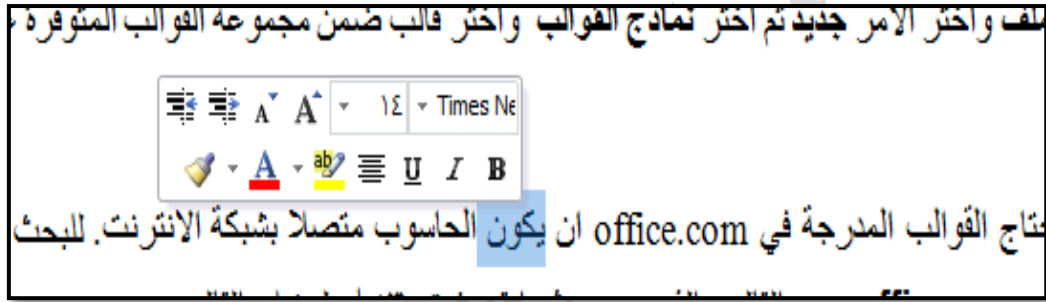 ملف واختر الامر جديد ثم اختر نماذج القوالب واختر قالب ضمن مجموعة القوالب المتوفرة
١٤ Times Ne
A A
ab A
U I B
حتاج القوالب المدرجة في office.com ان يكون الحاسوب متصلا بشبكة الانترنت. للبحث